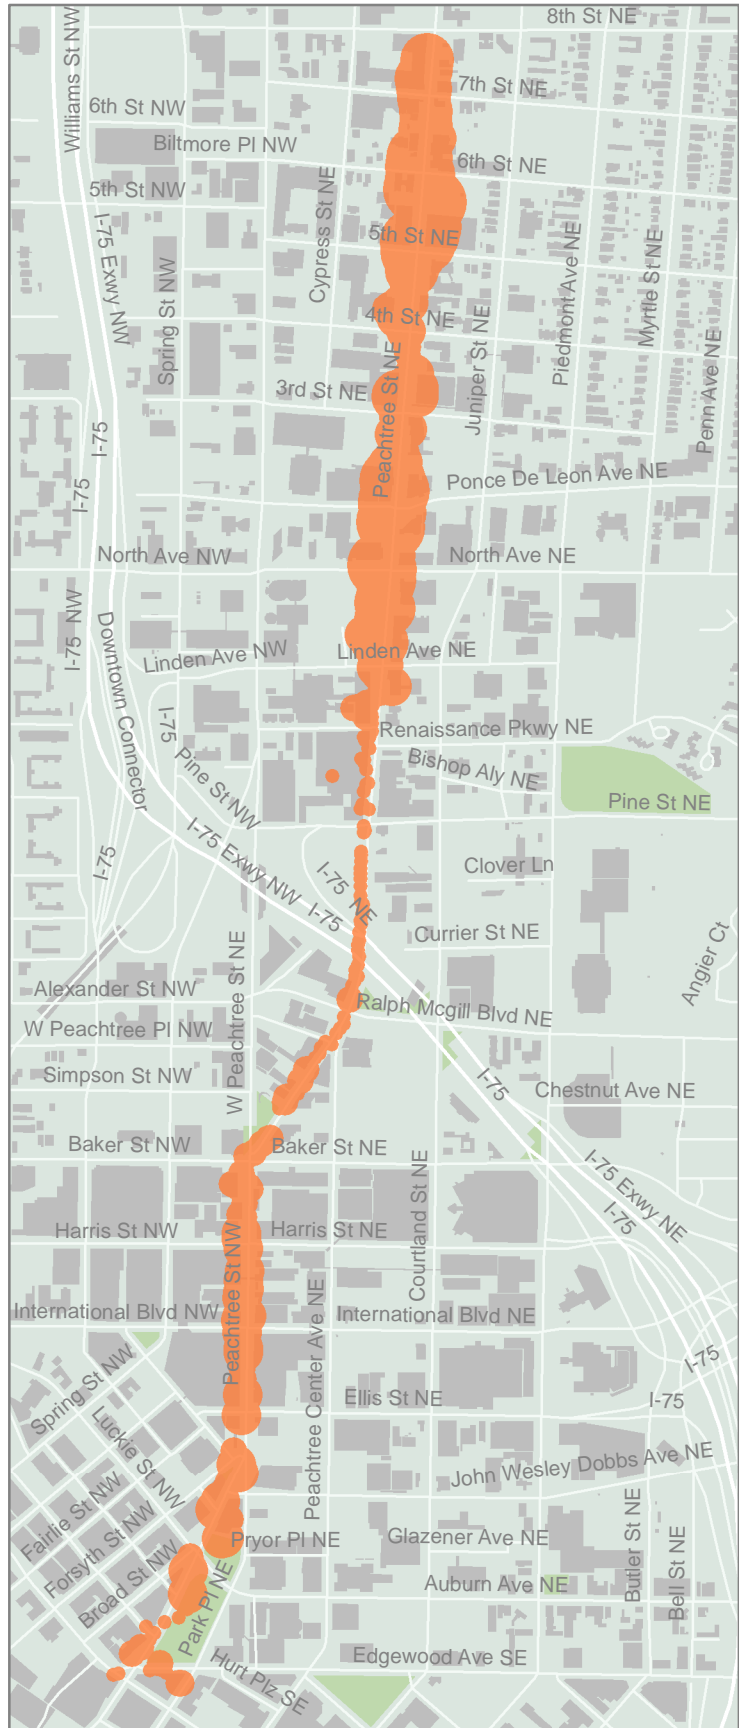 8th St NE
Williams St NW
7th St NE
6th St NW
Biltmore Pl NW
6th St NE
5th St NW
Cypress St NE
I-75 Exwy NW
5th St NE
Piedmont Ave NE
Myrtle St NE
Spring St NW
4th St NE
Juniper St NE
Penn Ave NE
3rd St NE
Peachtree St NE
I-75
I-75
Ponce De Leon Ave NE
North Ave NW
North Ave NE
I-75 NW
Downtown Connector
Linden Ave NW
Linden Ave NE
I-75
Renaissance Pkwy NE
Pine St NW
Bishop Aly NE
Pine St NE
I-75
I-75 Exwy NW
I-75 NE
Clover Ln
I-75
Currier St NE
Angier Ct
W Peachtree St NE
Alexander St NW
Ralph Mcgill Blvd NE
W Peachtree Pl NW
Simpson St NW
I-75
Chestnut Ave NE
Baker St NW
Baker St NE
I-75 Exwy NE
Courtland St NE
I-75
Harris St NW
Harris St NE
Peachtree St NW
International Blvd NW
Peachtree Center Ave NE
International Blvd NE
Spring St NW
I-75
Ellis St NE
I-75
Luckie St NW
John Wesley Dobbs Ave NE
Fairlie St NW
Forsyth St NW
Pryor Pl NE
Glazener Ave NE
Butler St NE
Bell St NE
Broad St NW
Park Pl NE
Auburn Ave NE
Hurt Plz SE
Edgewood Ave SE